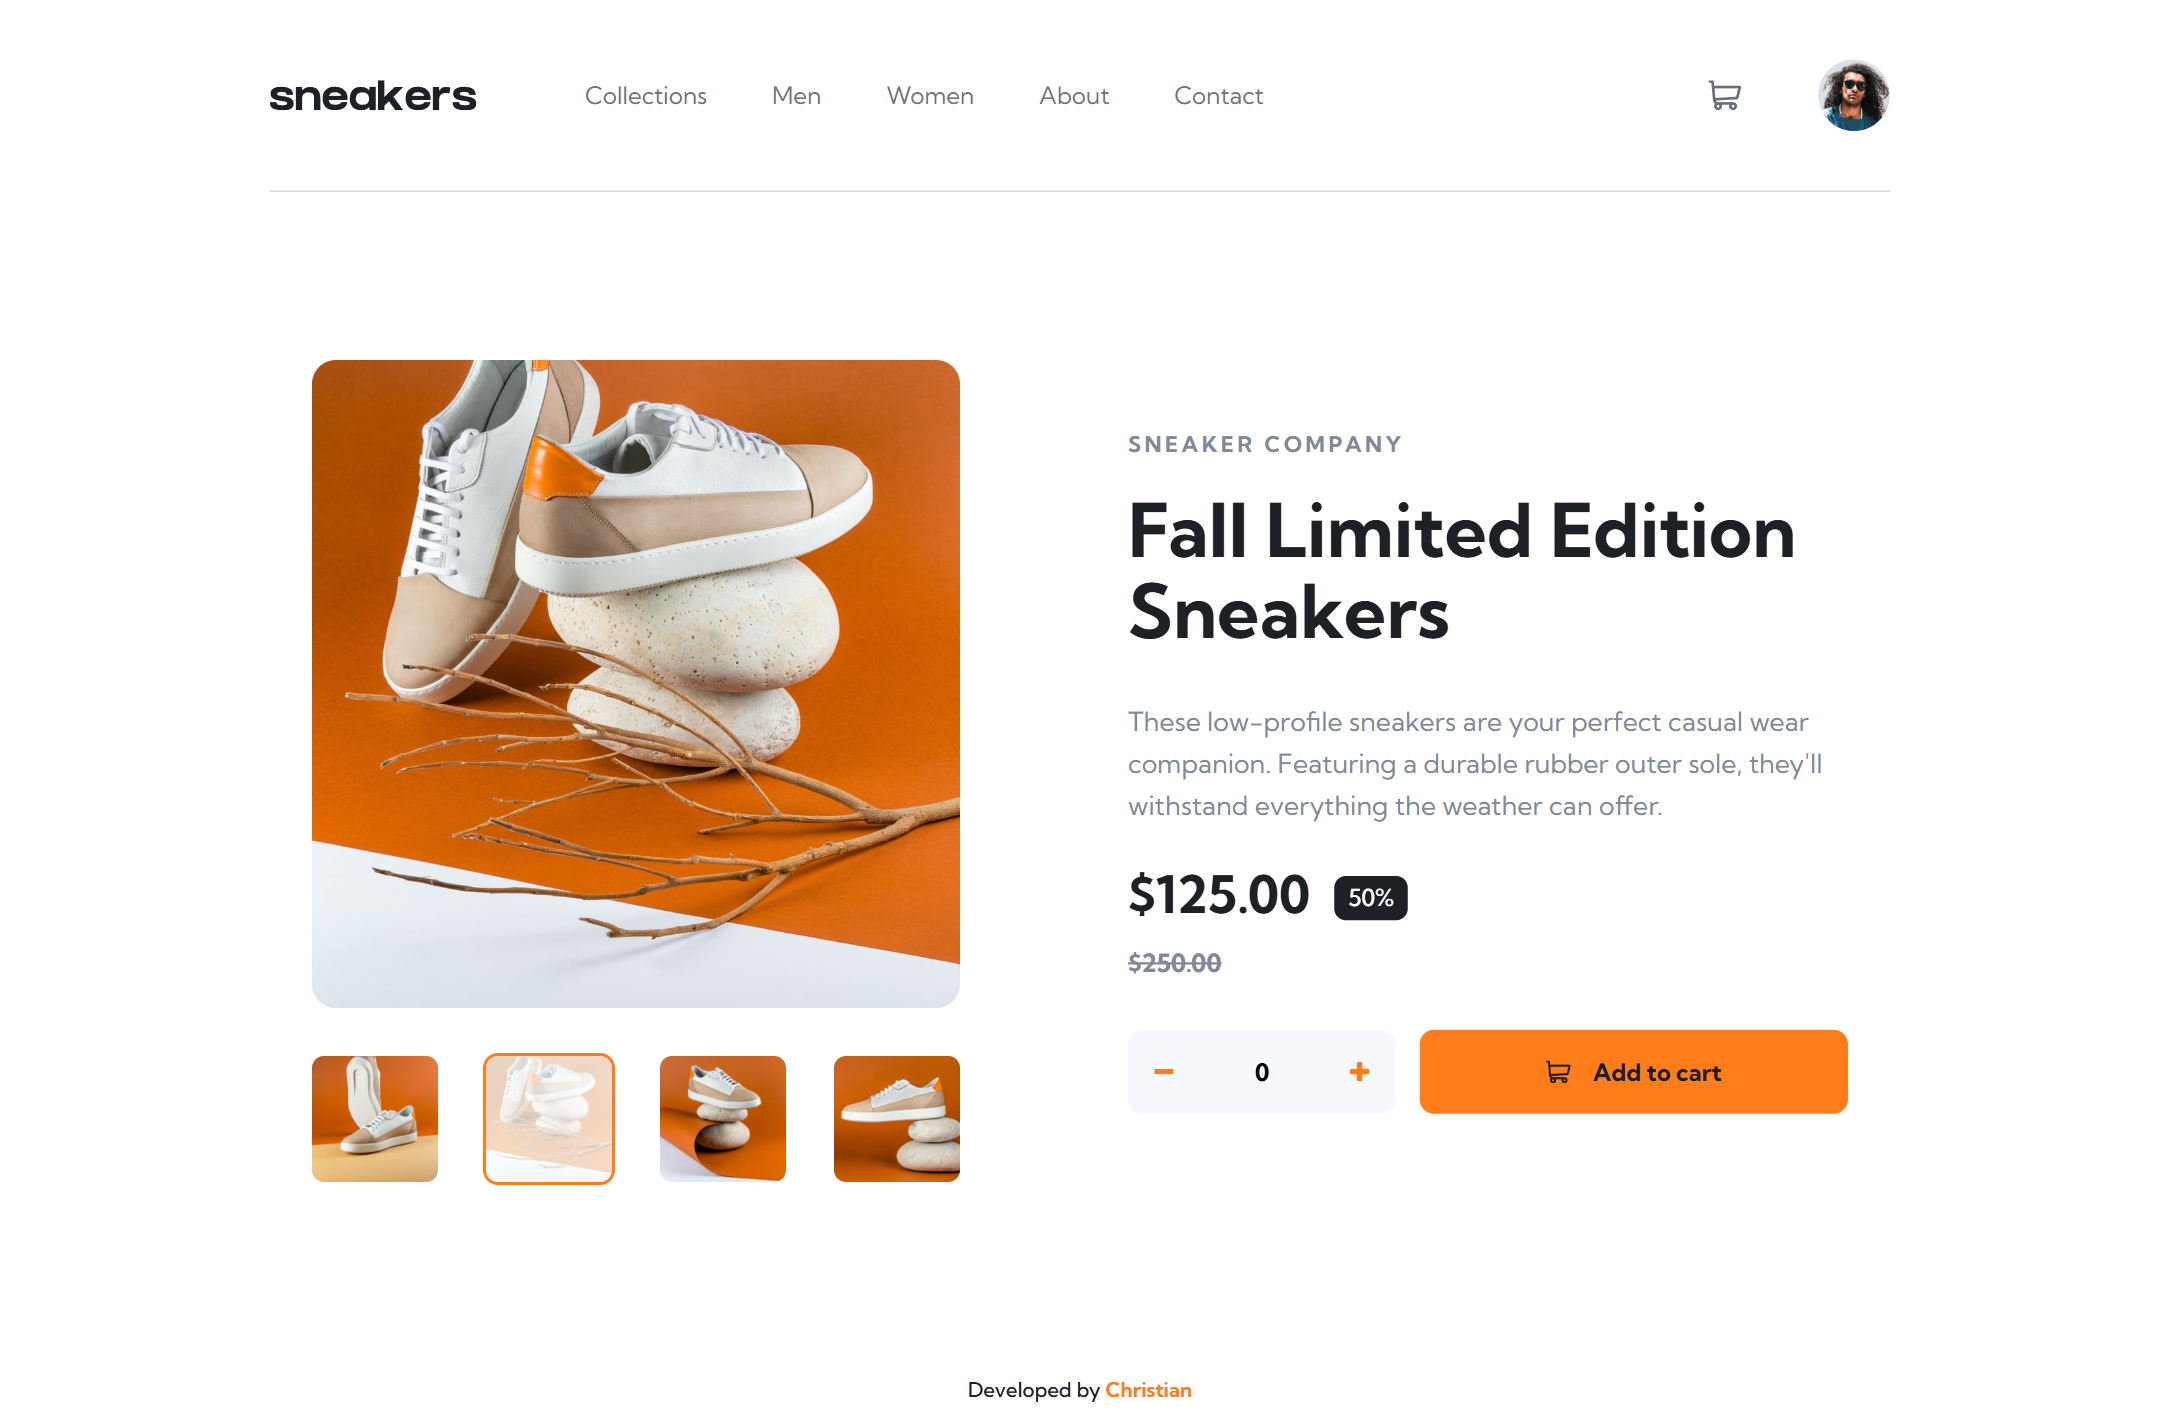 sneakers
Collections
Men
Women
About
Contact
SNEAKER COMPANY
Fall Limited Edition
Sneakers
These low-profile sneakers are your perfect casual wear
companion. Featuring a durable rubber outer sole, they'll
withstand everything the weather can offer.
$125.00
50%
$250.00
0
Add to cart
Developed by Christian